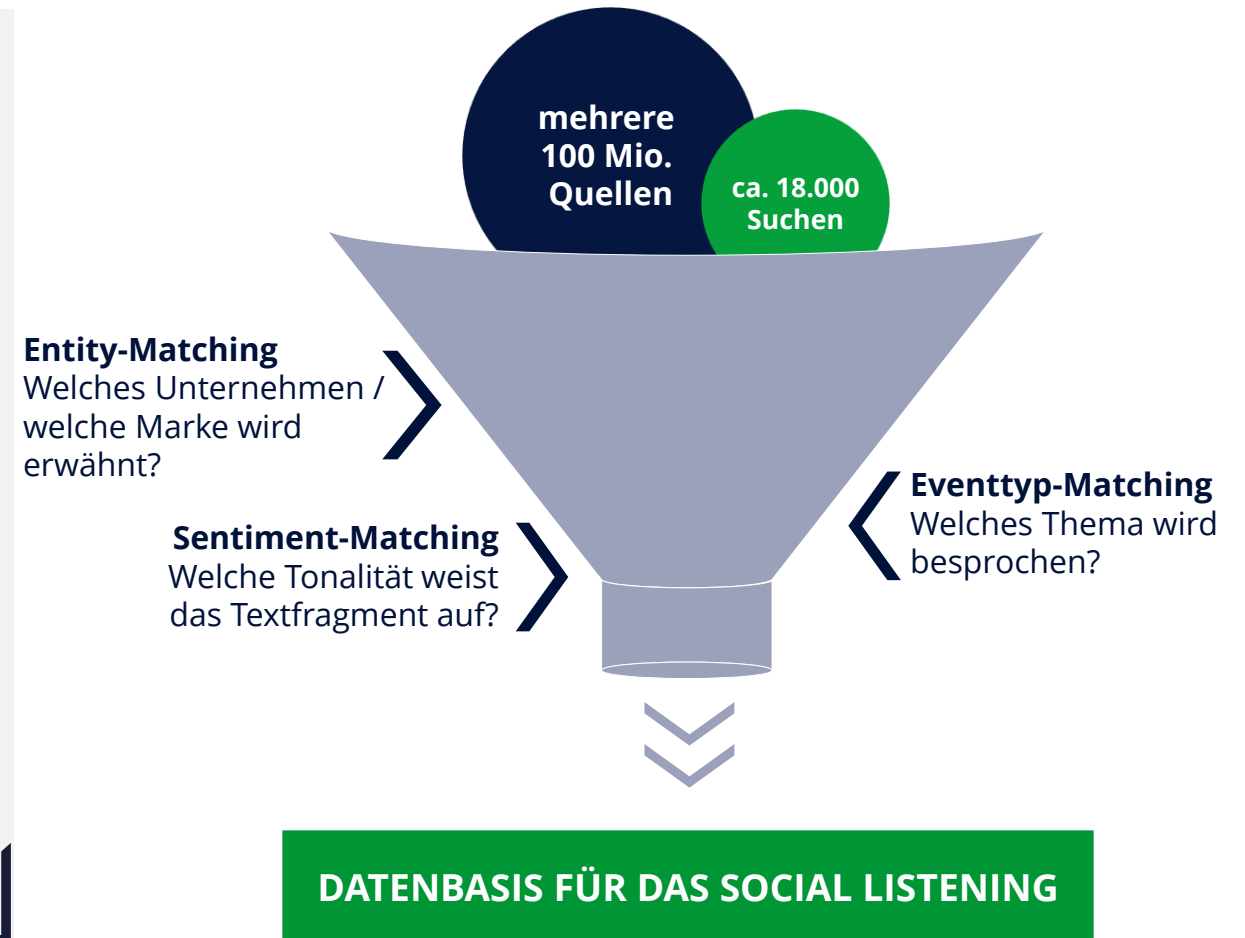 mehrere
100 Mio.
Quellen
ca. 18.000
Suchen
Entity-Matching
Welches Unternehmen /
welche Marke wird
erwähnt?
Eventtyp-Matching
Welches Thema wird
besprochen?
Sentiment-Matching
Welche Tonalität weist
das Textfragment auf?
DATENBASIS FÜR DAS SOCIAL LISTENING